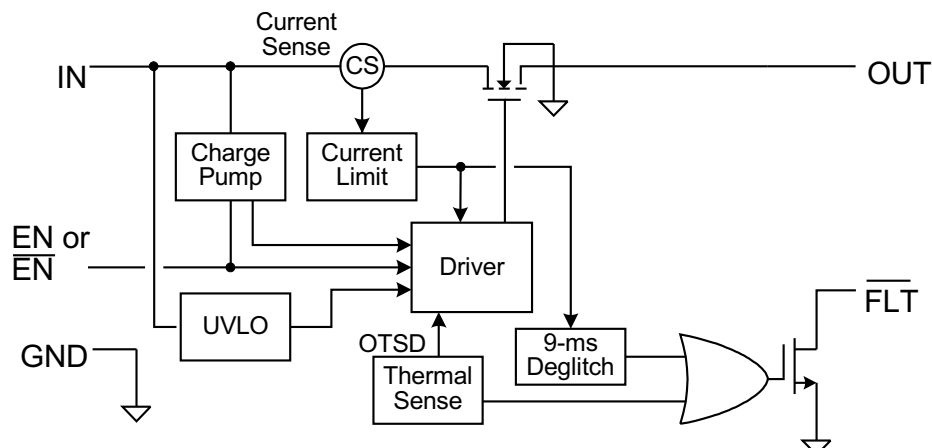 Current
Sense
IN
CS
OUT
Charge
Pump
Current
Limit
EN or
EN
Driver
FLT
UVLO
OTSD
9-ms
Deglitch
GND
Thermal
Sense